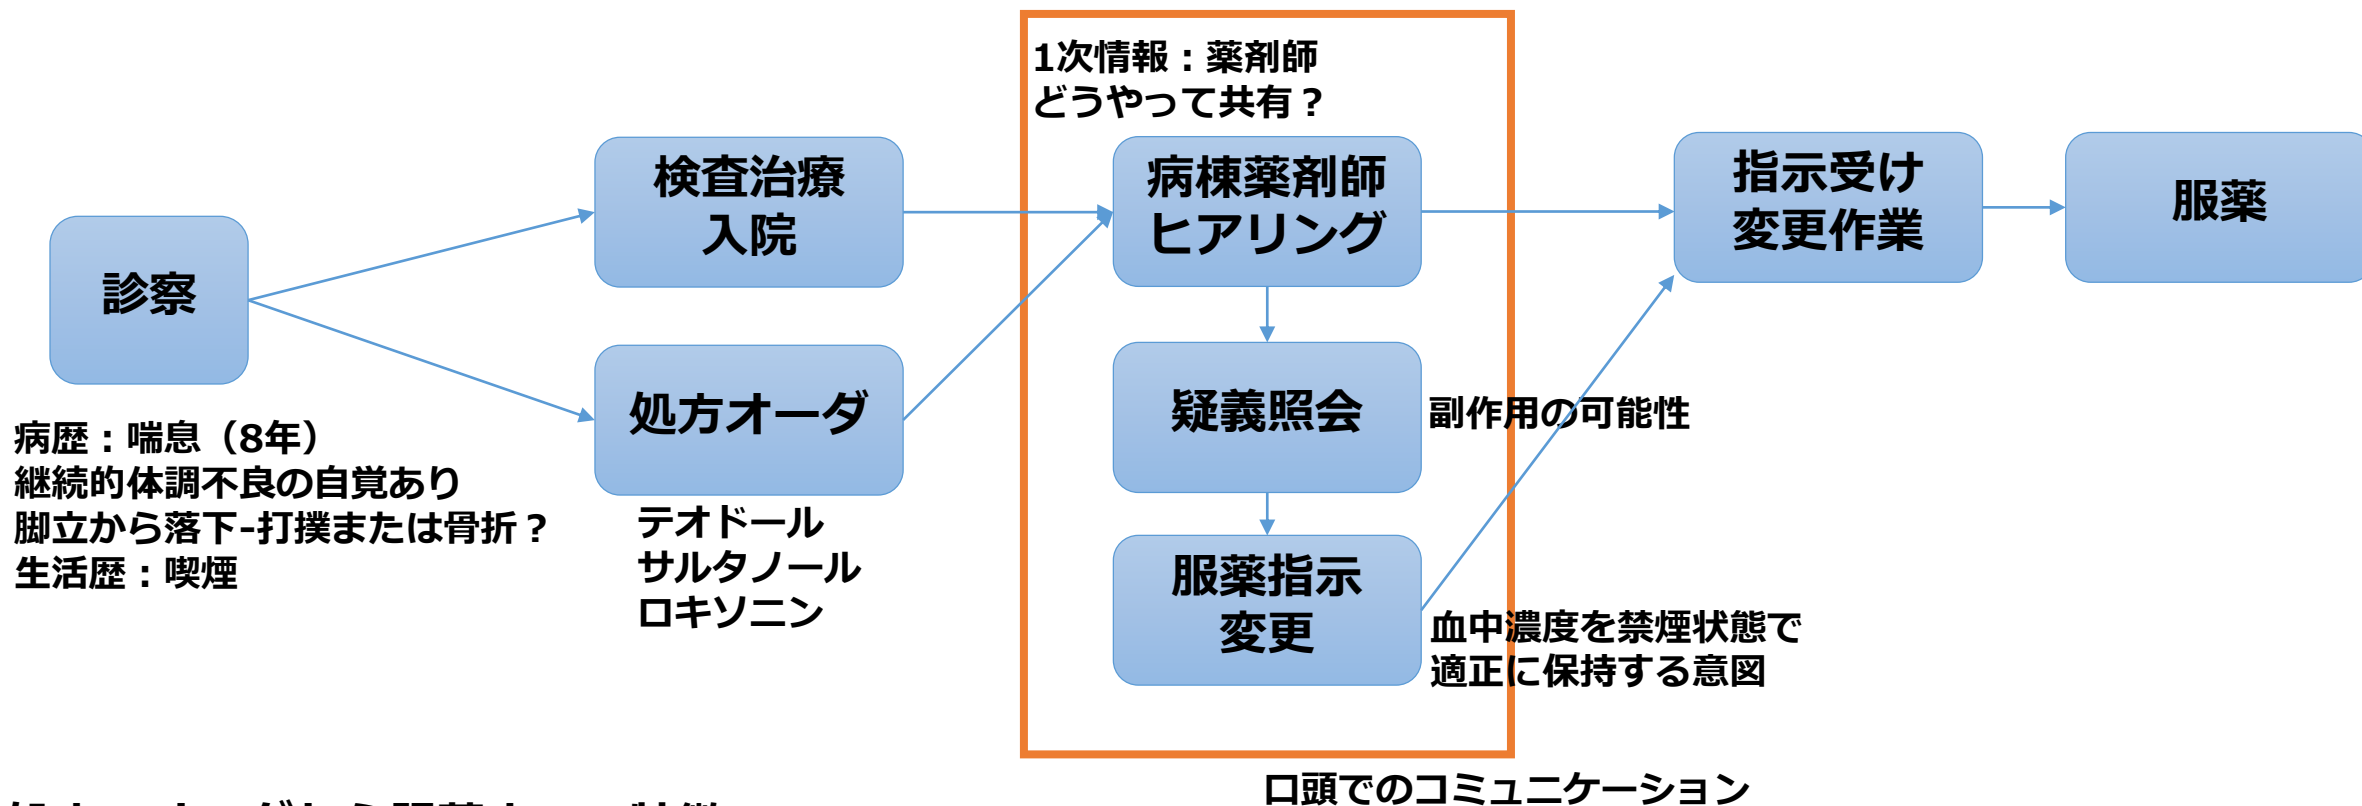 1次情報：薬剤師
どうやって共有？
診察
検査治療
入院
処方オーダ
病棟薬剤師
ヒアリング
疑義照会
服薬指示
変更
指示受け
変更作業
服薬
病歴：喘息（8年）
継続的体調不良の自覚あり
脚立から落下-打撲または骨折？
生活歴：喫煙
テオドール
サルタノール
ロキソニン
副作用の可能性
血中濃度を禁煙状態で
適正に保持する意図
口頭でのコミュニケーション